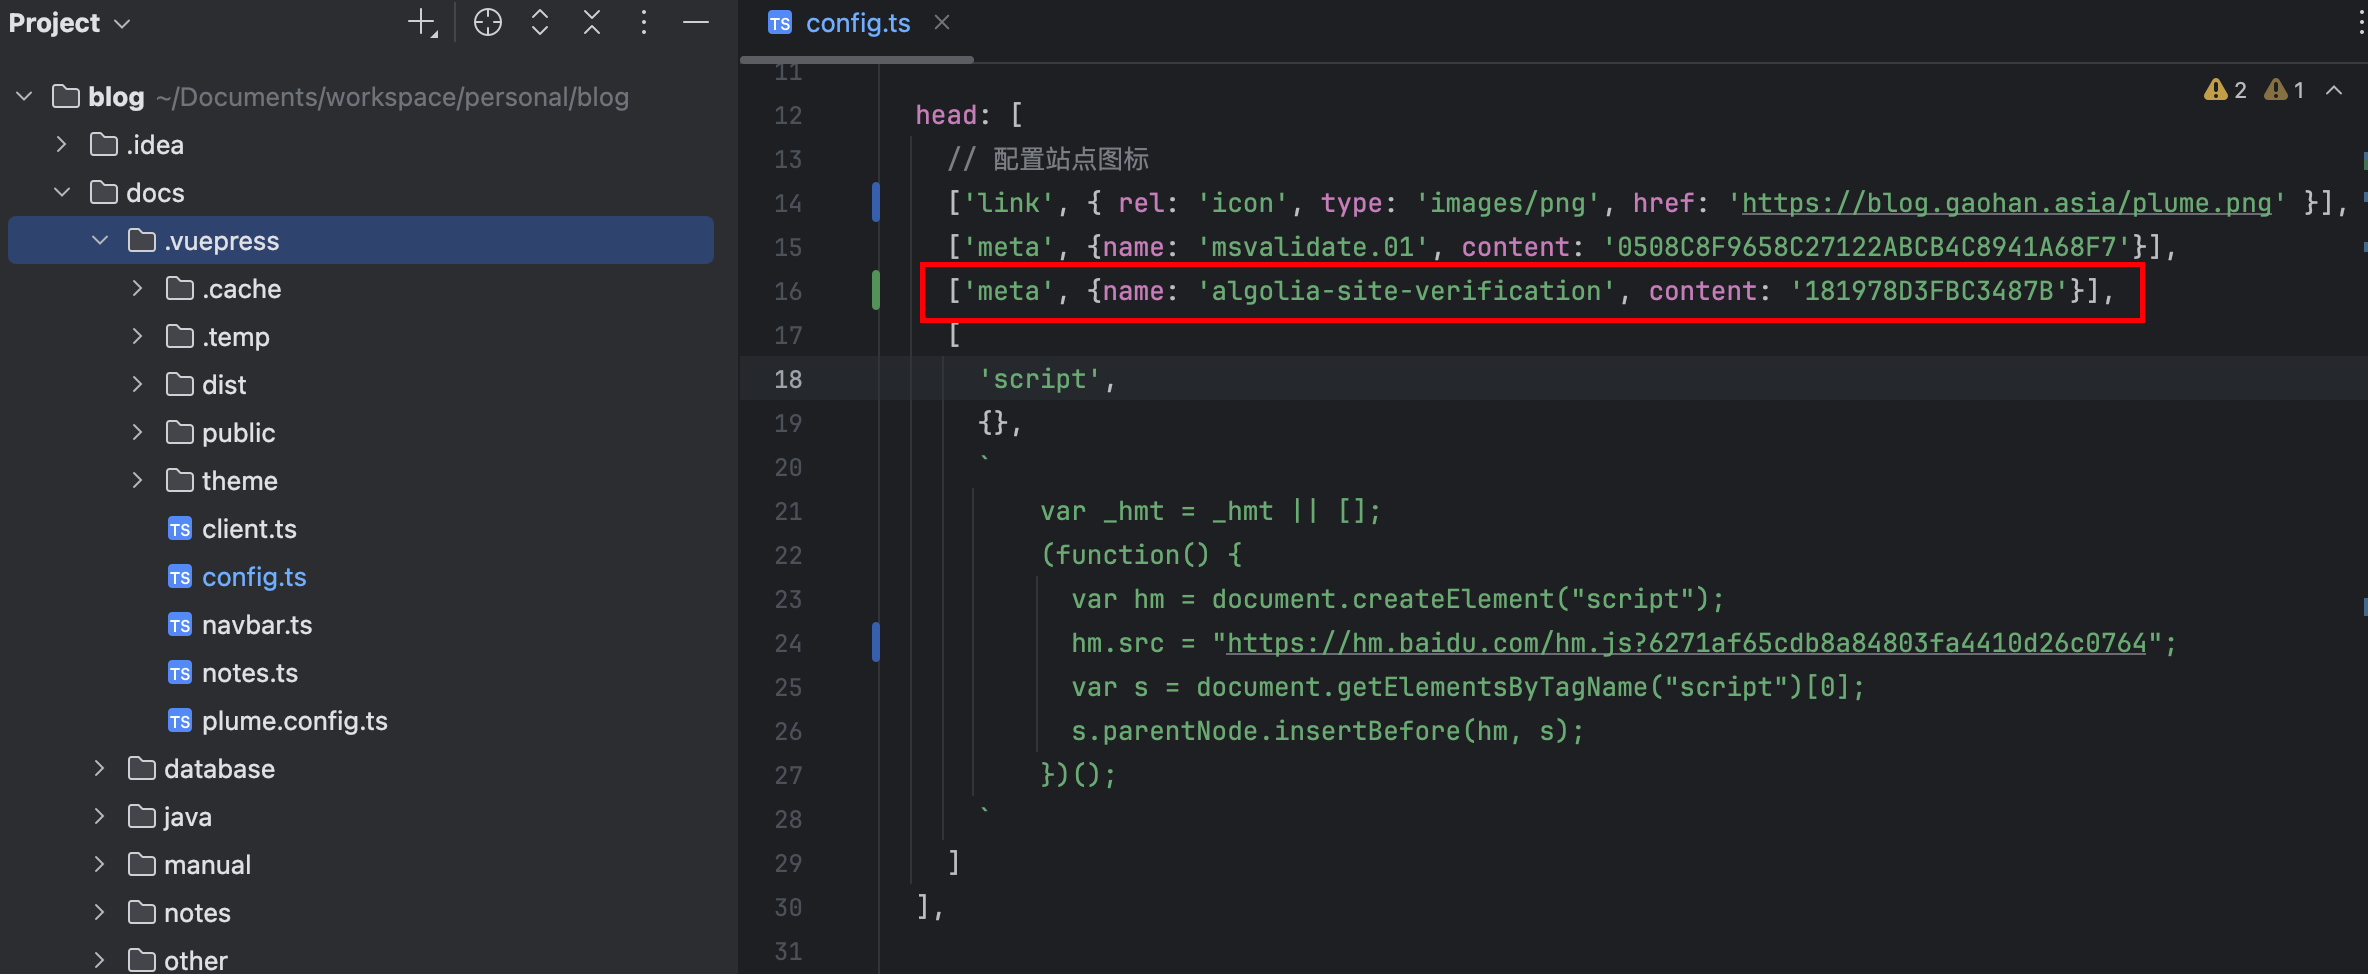 Project
blog ~/Documents/workspace/personal/blog
.idea
docs
.vuepress
.cache
.temp
dist
public
theme
TS client.ts
TS config.ts
TS navbar.ts
TS notes.ts
TS plume.config.ts
database
java
manual
notes
other
TS config.ts
2 1
11
12 head: [
13 // 配置站点图标
14 ['link', { rel: 'icon', type: 'images/png', href: 'https://blog.gaohan.asia/plume.png' }],
15 ['meta', {name: 'msvalidate.01', content: '0508C8F9658C27122ABCB4C8941A68F7'}],
16 ['meta', {name: 'algolia-site-verification', content: '181978D3FBC3487B'}],
17 [
18 'script',
19 {},
20 `
21 var _hmt = _hmt || [];
22 (function() {
23 var hm = document.createElement("script");
24 hm.src = "https://hm.baidu.com/hm.js?6271af65cdb8a84803fa4410d26c0764";
25 var s = document.getElementsByTagName("script")[0];
26 s.parentNode.insertBefore(hm, s);
27 })();
28 `
29 ]
30 ],
31